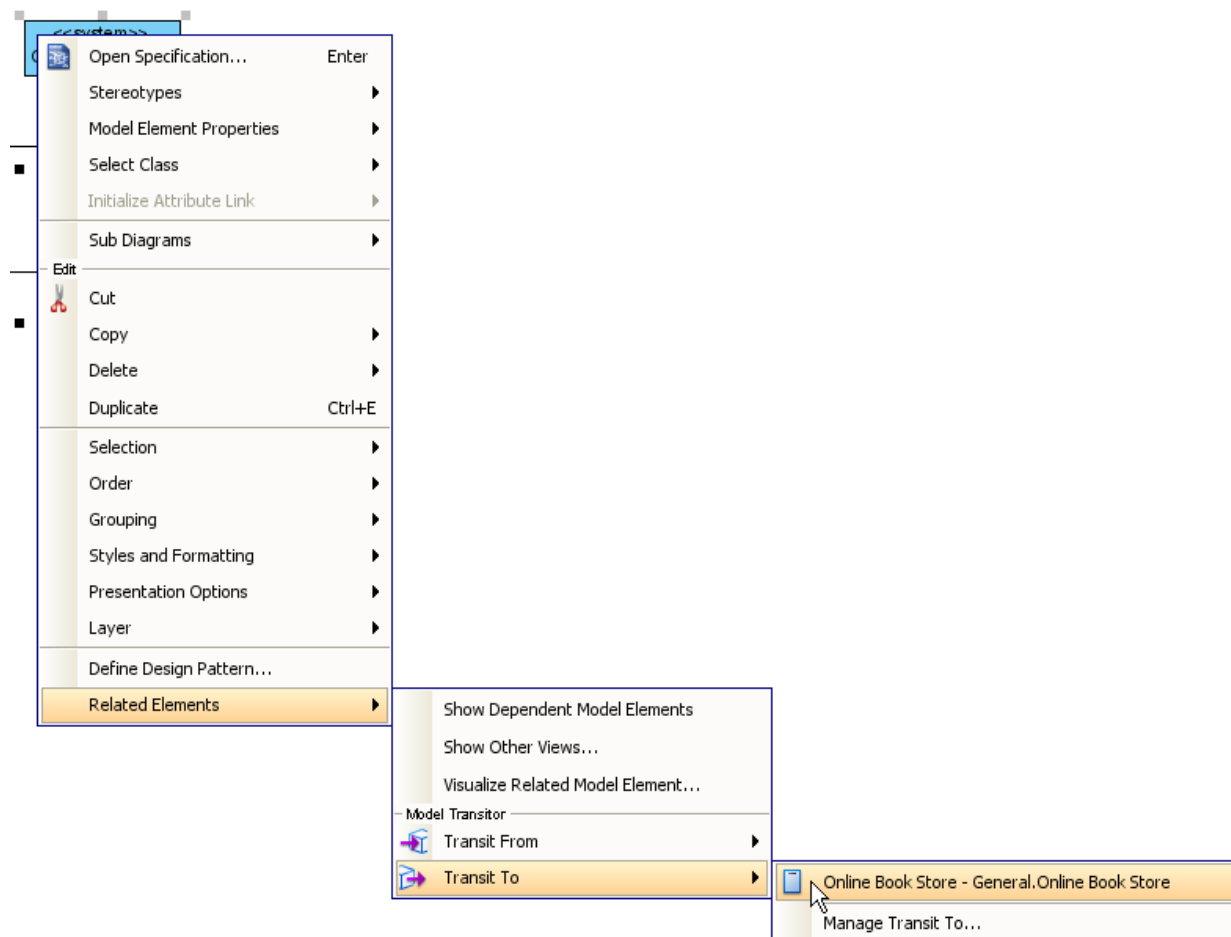 <<system>>
Open Specification... Enter
Stereotypes
Model Element Properties
Select Class
Initialize Attribute Link
Sub Diagrams
Edit
Cut
Copy
Delete
Duplicate Ctrl+E
Selection
Order
Grouping
Styles and Formatting
Presentation Options
Layer
Define Design Pattern...
Related Elements
Show Dependent Model Elements
Show Other Views...
Visualize Related Model Element...
Model Transitor
Transit From
Transit To
Online Book Store - General.Online Book Store
Manage Transit To...